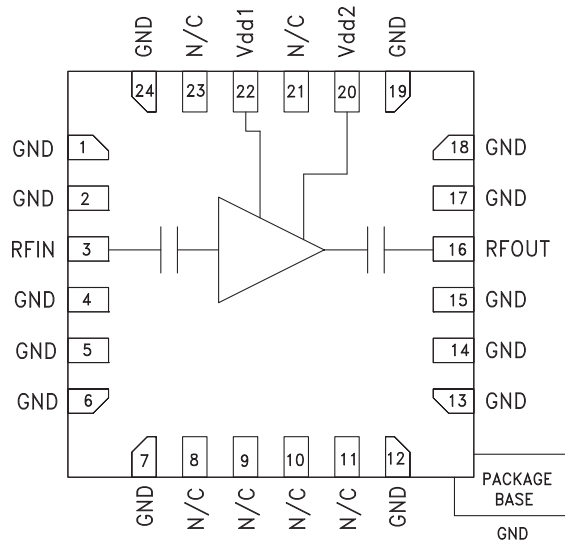 GND N/C Vdd1 N/C Vdd2 GND
24 23 22 21 20 19
GND 1 18 GND
GND 2 17 GND
RFIN 3 16 RFOUT
GND 4 15 GND
GND 5 14 GND
GND 6 13 GND
7 8 9 10 11 12
GND N/C N/C N/C N/C GND
PACKAGE
BASE
GND